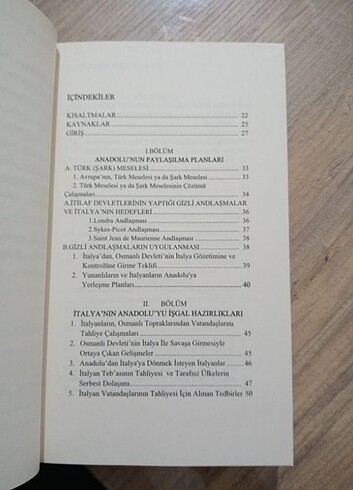 İÇİNDEKİLER
KISALTMALAR 22
KAYNAKLAR 25
GİRİŞ 27
I.BÖLÜM
ANADOLU'NUN PAYLAŞILMA PLANLARI
A. TÜRK (ŞARK) MESELESİ 33
1. Avrupa'nın, Türk Meselesi ya da Şark Meselesi 33
2. Türk Meselesi ya da Şark Meselesinin Çözümü
Çalışmaları 34
A.İTİLAF DEVLETLERİNİN YAPTIĞI GİZLİ ANDLAŞMALAR
VE İTALYA'NIN HEDEFLERİ 36
1.Londra Andlaşması 36
2.Sykes-Picot Andlaşması 37
3.Saint Jean de Maurienne Andlaşması 38
B.GİZLİ ANDLAŞMALARIN UYGULANMASI 38
1. İtalya'dan, Osmanlı Devleti'nin İtalya Gözetimine ve
Kontrolüne Girme Teklifi 39
2. Yunanlıların ve İtalyanların Anadolu'ya
Yerleşme Planları 40
II. BÖLÜM
İTALYA'NIN ANADOLU'YU İŞGAL HAZIRLIKLARI
1. İtalyanların, Osmanlı Topraklarından Vatandaşlarını
Tahliye Çalışmaları 45
2. Osmanlı Devleti'nin İtalya İle Savaşa Girmesiyle
Ortaya Çıkan Gelişmeler 45
3. Anadolu'dan İtalya'ya Dönmek İsteyen İtalyanlar 46
4. İtalyan Teb'asının Tahliyesi ve Tarafsız Ülkelerin
Serbest Dolaşımı 47
5. İtalyan Vatandaşlarının Tahliyesi İçin Alınan Tedbirler 50